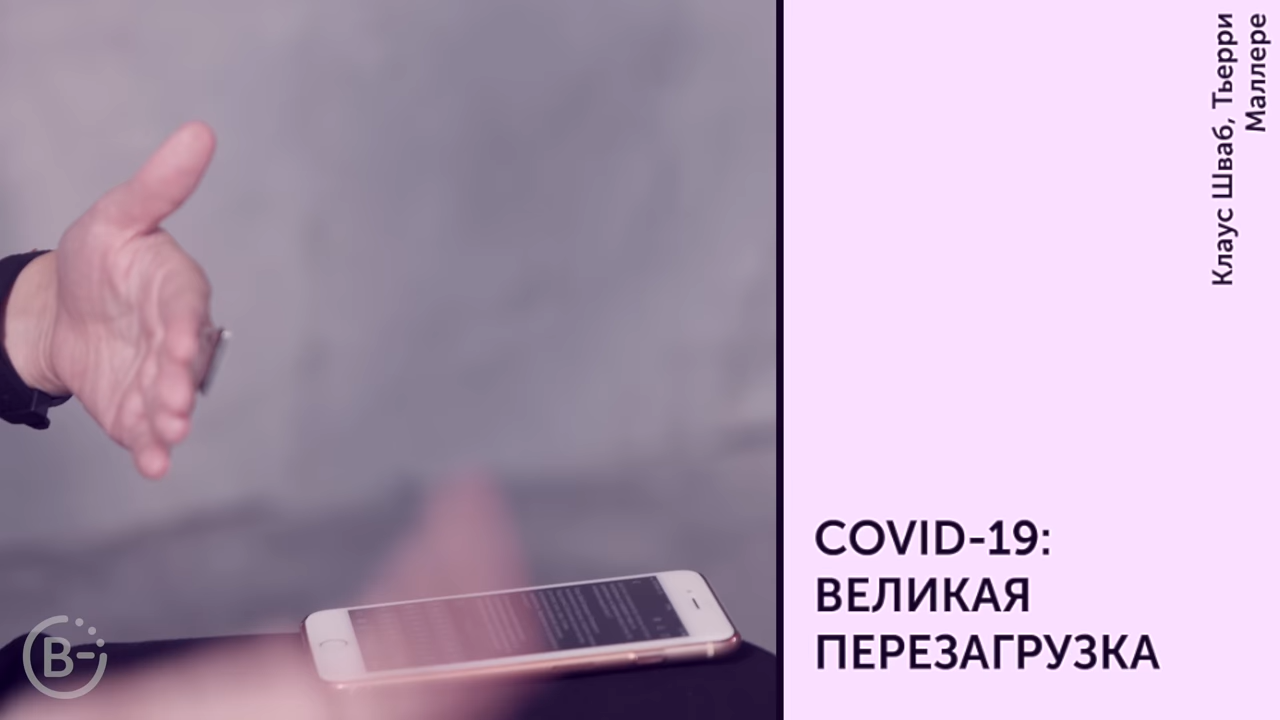 Клаус Шваб, Тьерри
Маллере
COVID-19:
ВЕЛИКАЯ
ПЕРЕЗАГРУЗКА
B-